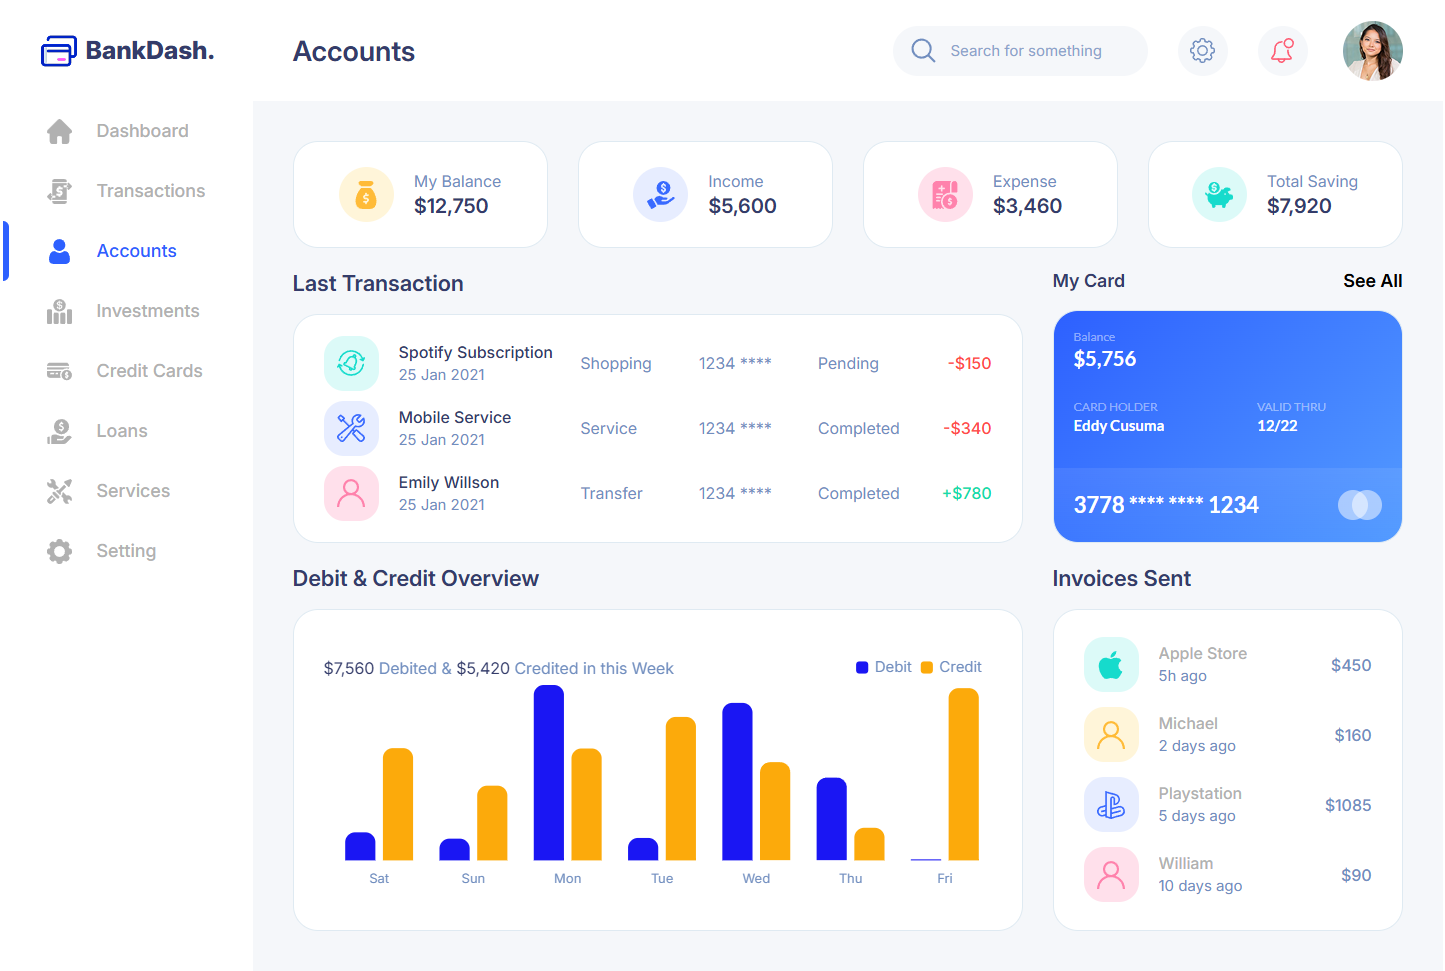 BankDash.
Accounts
Search for something
Dashboard
Transactions
Accounts
Investments
Credit Cards
Loans
Services
Setting
My Balance
$12,750
Income
$5,600
Expense
$3,460
Total Saving
$7,920
Last Transaction
Spotify Subscription
25 Jan 2021
Shopping
1234 ****
Pending
-$150
Mobile Service
25 Jan 2021
Service
1234 ****
Completed
-$340
Emily Willson
25 Jan 2021
Transfer
1234 ****
Completed
+$780
My Card
See All
Balance
$5,756
CARD HOLDER
Eddy Cusuma
VALID THRU
12/22
3778 **** **** 1234
Debit & Credit Overview
$7,560 Debited & $5,420 Credited in this Week
Debit
Credit
Sat
Sun
Mon
Tue
Wed
Thu
Fri
Invoices Sent
Apple Store
5h ago
$450
Michael
2 days ago
$160
Playstation
5 days ago
$1085
William
10 days ago
$90